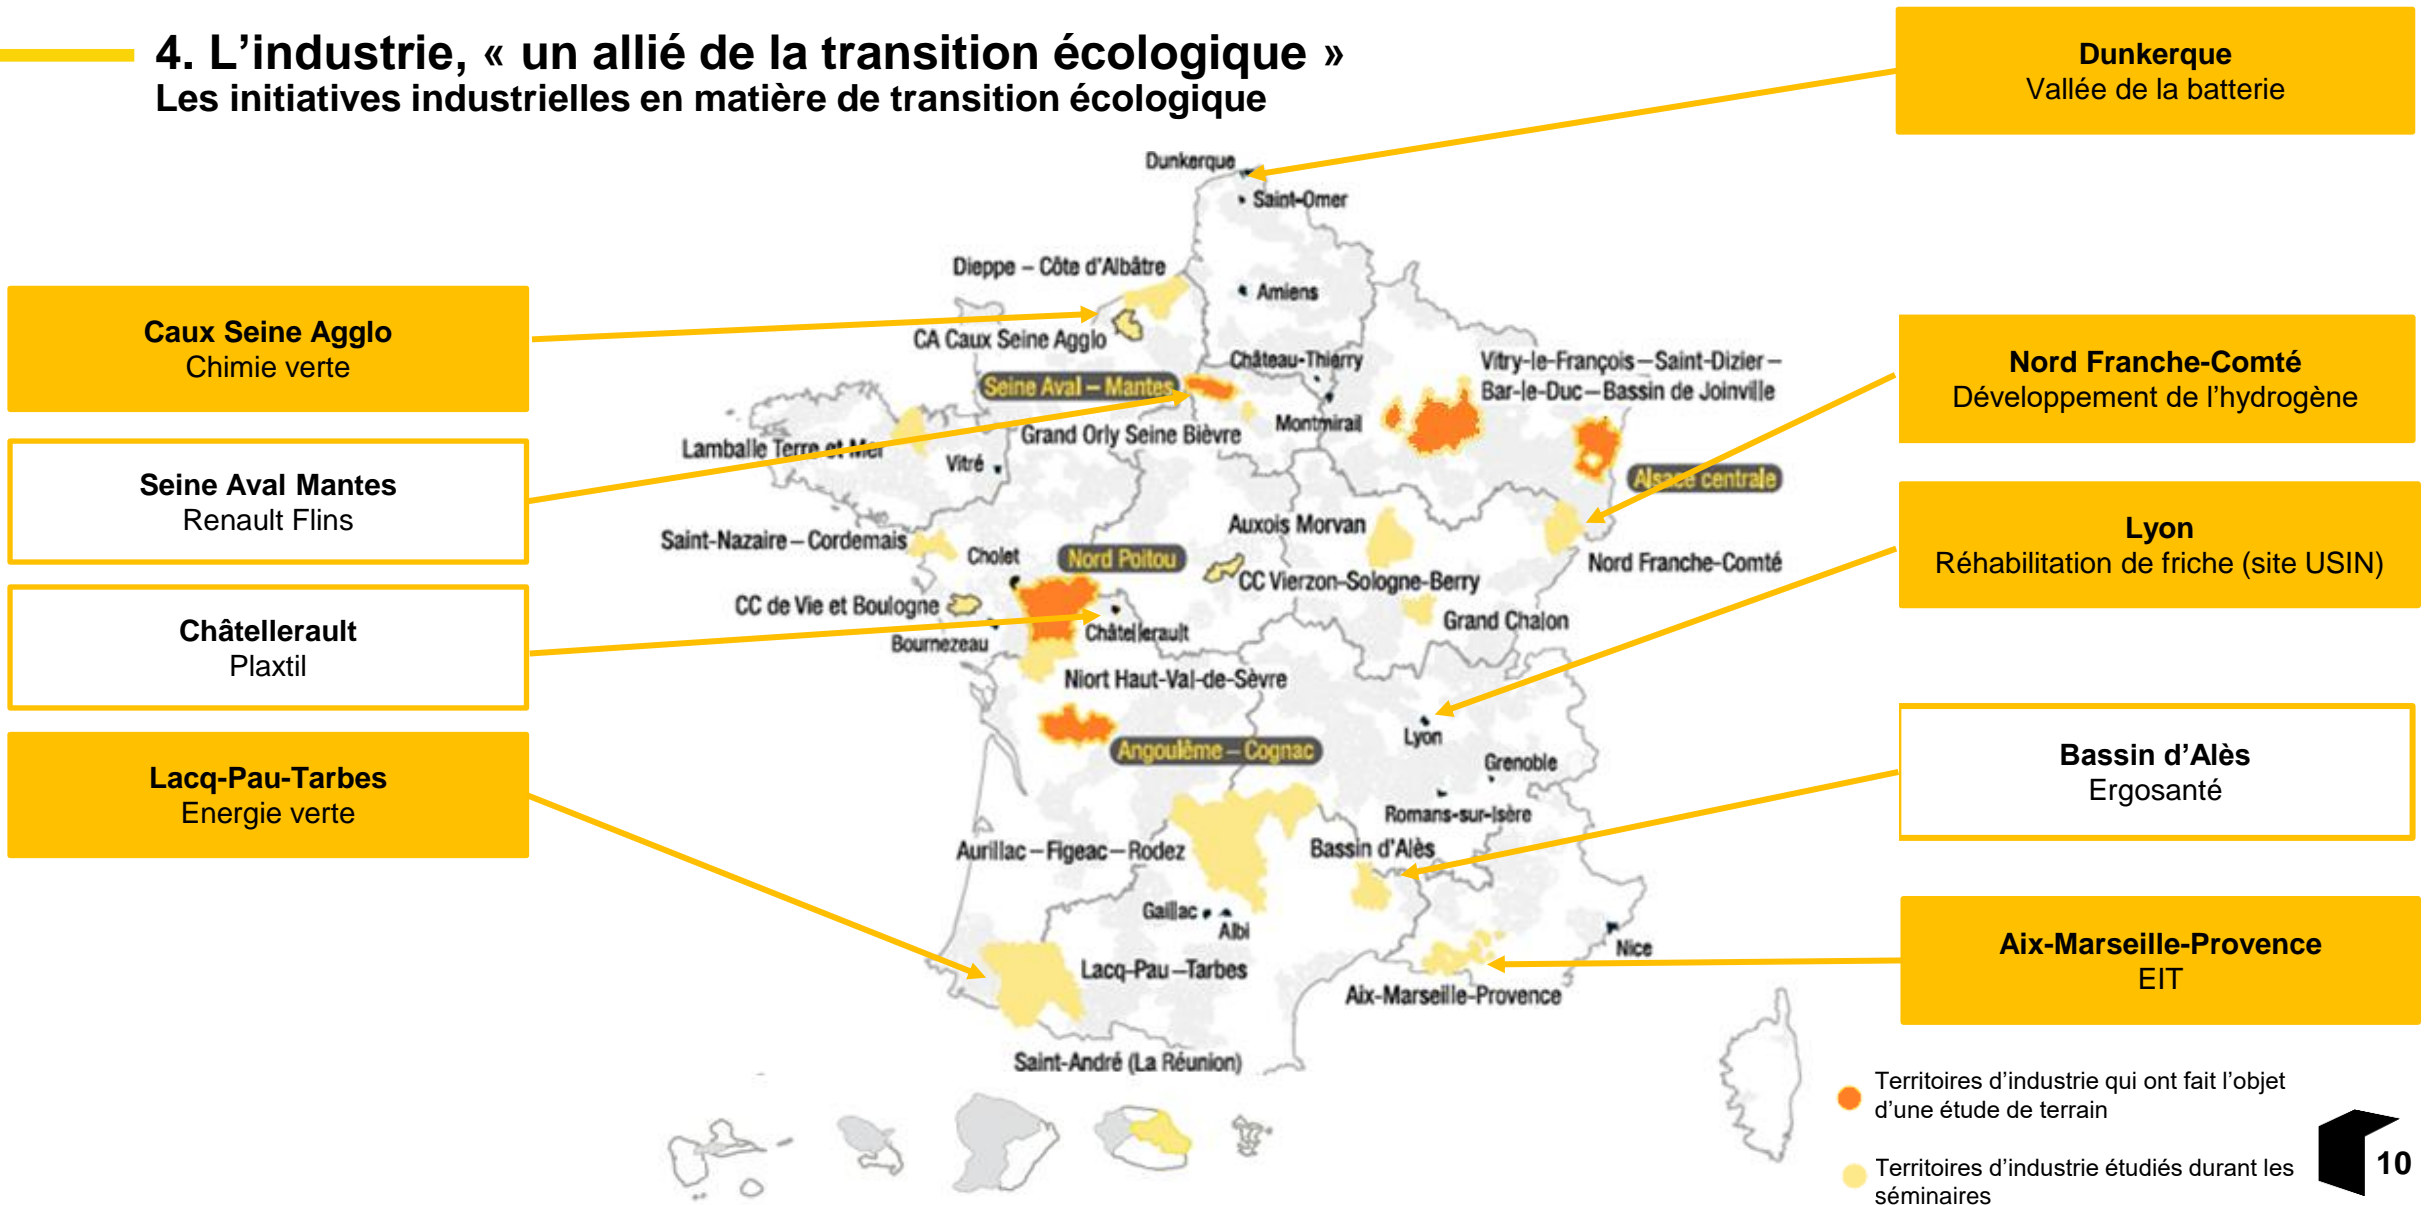 4. L'industrie, « un allié de la transition écologique »
Les initiatives industrielles en matière de transition écologique
Dunkerque
Vallée de la batterie
Caux Seine Agglo
Chimie verte
Seine Aval Mantes
Renault Flins
Châtellerault
Plaxtil
Lacq-Pau-Tarbes
Energie verte
Dunkerque
Saint-Omer
Dieppe – Côte d'Albâtre
Amiens
CA Caux Seine Agglo
Château-Thierry
Vitry-le-François – Saint-Dizier –
Bar-le-Duc – Bassin de Joinville
Seine Aval – Mantes
Grand Orly Seine Bièvre
Montmirail
Lamballe Terre et Mer
Vitré
Alsace centrale
Auxois Morvan
Saint-Nazaire – Cordemais
Cholet
Nord Poitou
CC Vierzon-Sologne-Berry
Nord Franche-Comté
CC de Vie et Boulogne
Grand Chalon
Bournezeau
Châtellerault
Niort Haut-Val-de-Sèvre
Lyon
Angoulême – Cognac
Grenoble
Romans-sur-Isère
Aurillac – Figeac – Rodez
Bassin d'Alès
Gaillac
Albi
Nice
Lacq-Pau – Tarbes
Aix-Marseille-Provence
Saint-André (La Réunion)
Nord Franche-Comté
Développement de l'hydrogène
Lyon
Réhabilitation de friche (site USIN)
Bassin d'Alès
Ergosanté
Aix-Marseille-Provence
EIT
Territoires d'industrie qui ont fait l'objet
d'une étude de terrain
Territoires d'industrie étudiés durant les
séminaires
10